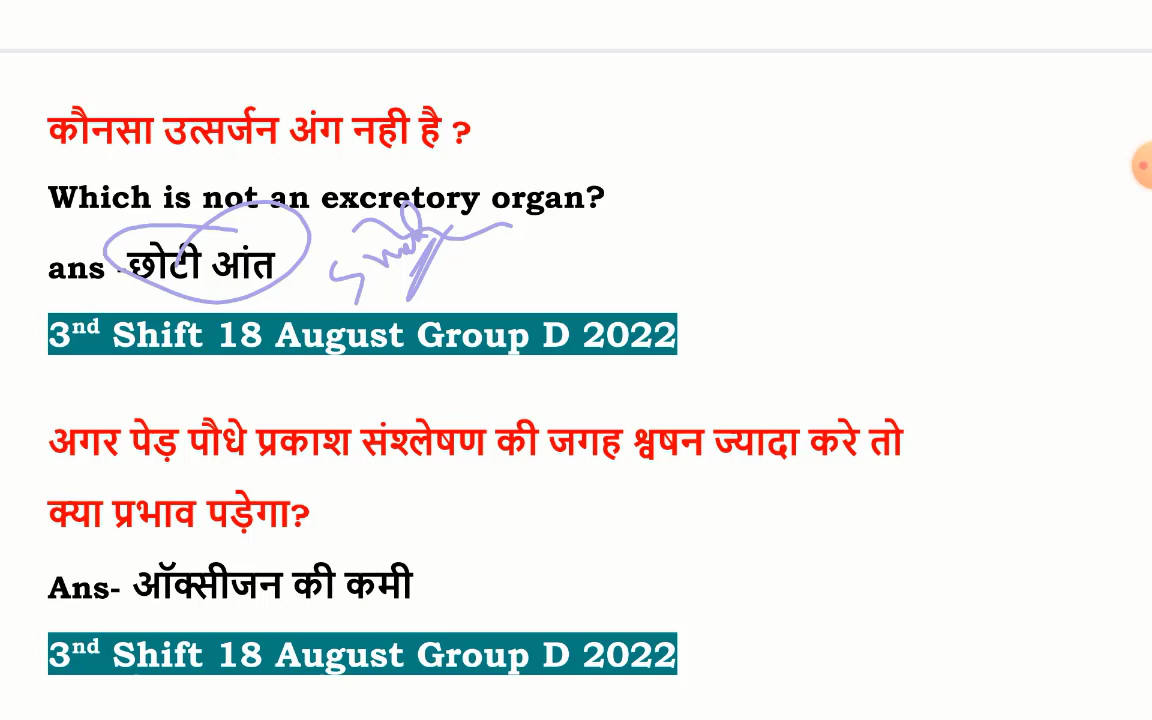 कौनसा उत्सर्जन अंग नही है ?
Which is not an excretory organ?
ans -छोटी आंत
3nd Shift 18 August Group D 2022
अगर पेड़ पौधे प्रकाश संश्लेषण की जगह श्वषन ज्यादा करे तो
क्या प्रभाव पड़ेगा?
Ans- ऑक्सीजन की कमी
3nd Shift 18 August Group D 2022